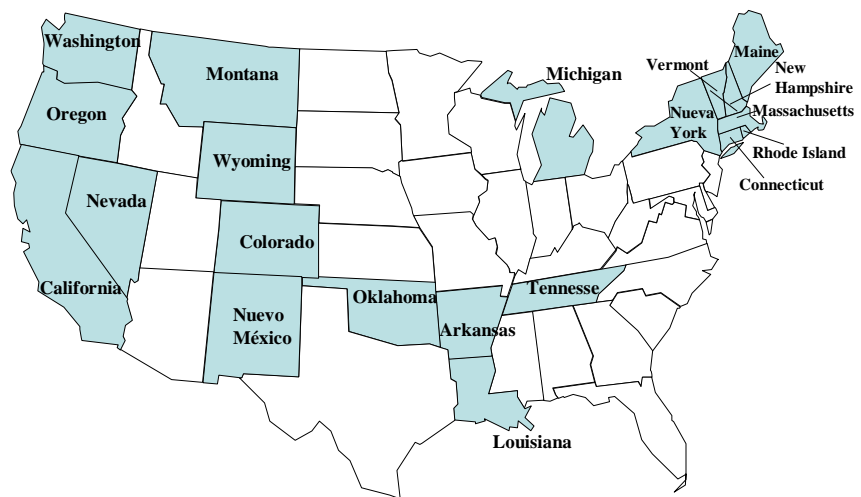 Washington
Montana
Oregon
Wyoming
Nevada
Colorado
California
Nuevo
México
Oklahoma
Arkansas
Tennesse
Louisiana
Michigan
Vermont
Maine
New
Hampshire
Nueva
York
Massachusetts
Rhode Island
Connecticut